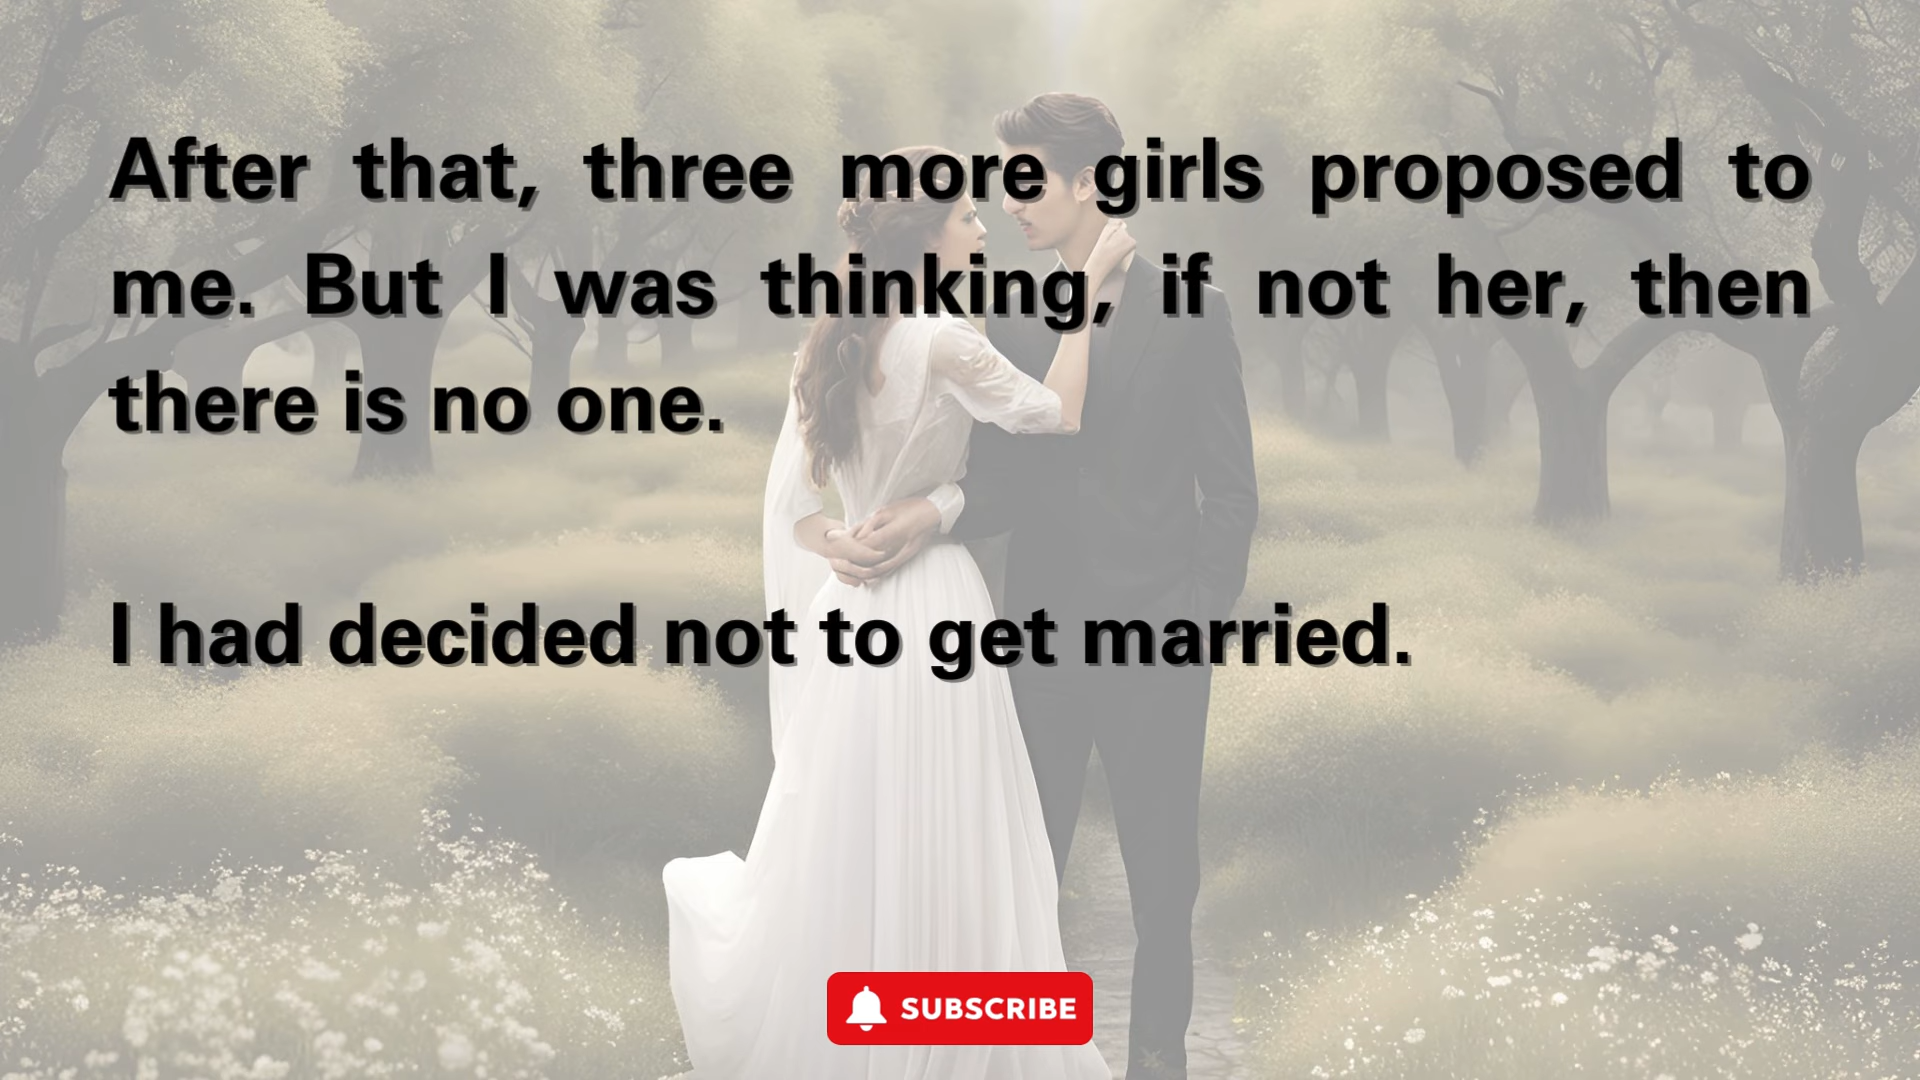 After that, three more girls proposed to
me. But I was thinking, if not her, then
there is no one.
I had decided not to get married.
SUBSCRIBE